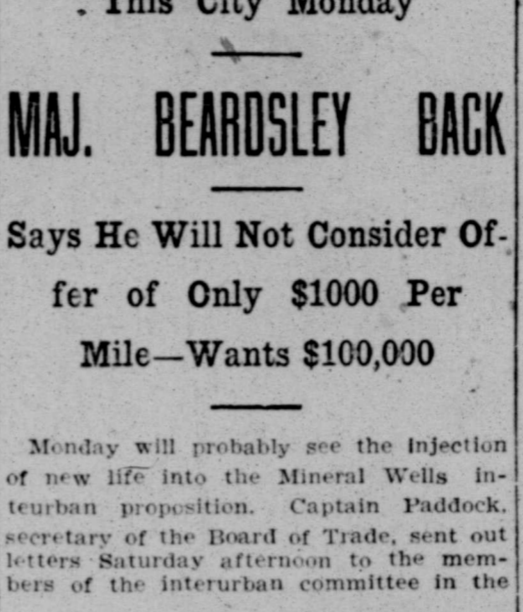 . This City Monday
MAJ. BEARDSLEY BACK
Says He Will Not Consider Of-
fer of Only $1000 Per
Mile—Wants $100,000
Monday will probably see the injection
of new life into the Mineral Wells in-
teurban proposition. Captain Paddock,
secretary of the Board of Trade, sent out
letters Saturday afternoon to the mem-
bers of the interurban committee in the